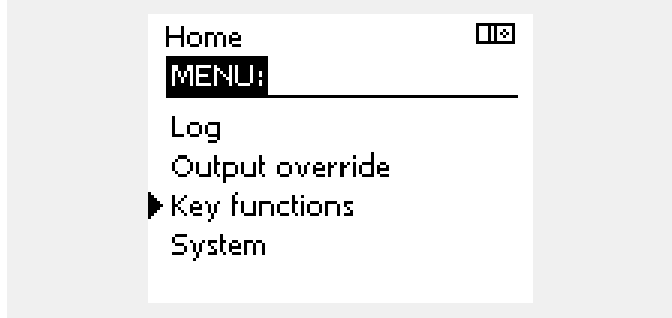 Home
MENU:
Log
Output override
Key functions
System